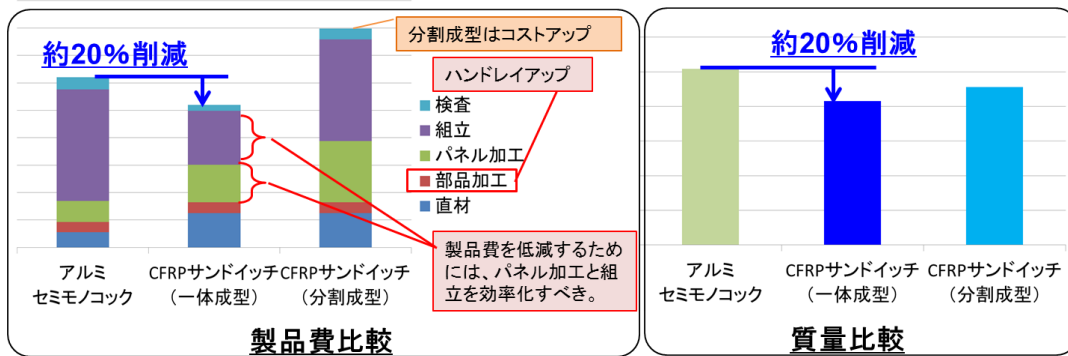 分割成型はコストアップ
約20％削減
ハンドレイアップ
検査
組立
パネル加工
部品加工
直材
製品費を低減するため
には、パネル加工と組
立を効率化すべき。
アルミ
セミモノコック
CFRPサンドイッチ
（一体成型）
CFRPサンドイッチ
（分割成型）
製品費比較
約20％削減
アルミ
セミモノコック
CFRPサンドイッチ
（一体成型）
CFRPサンドイッチ
（分割成型）
質量比較